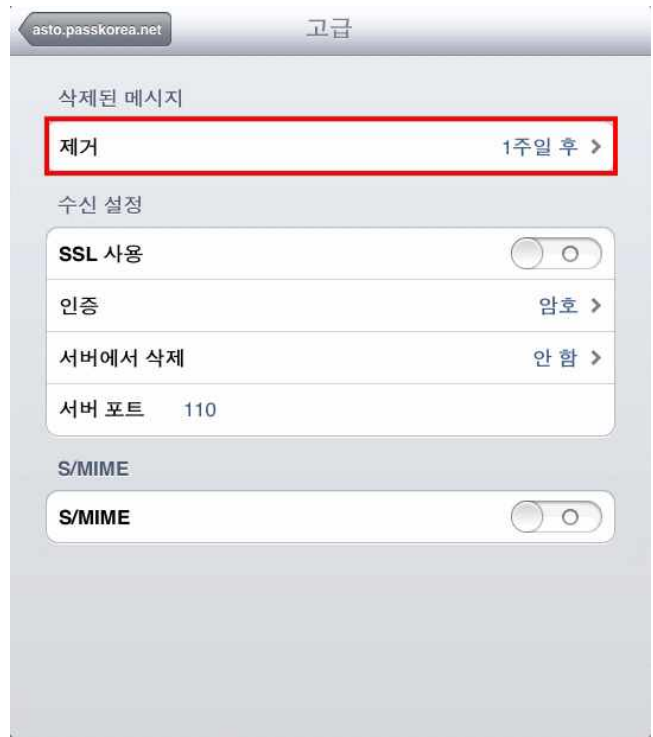 asto.passkorea.net 고급
삭제된 메시지
제거 1주일 후
수신 설정
SSL 사용
인증 암호
서버에서 삭제 안 함
서버 포트 110
S/MIME
S/MIME